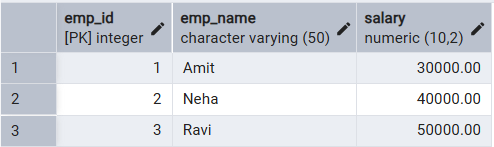 emp_id emp_name salary
[PK] integer character varying (50) numeric (10,2)
1 1 Amit 30000.00
2 2 Neha 40000.00
3 3 Ravi 50000.00